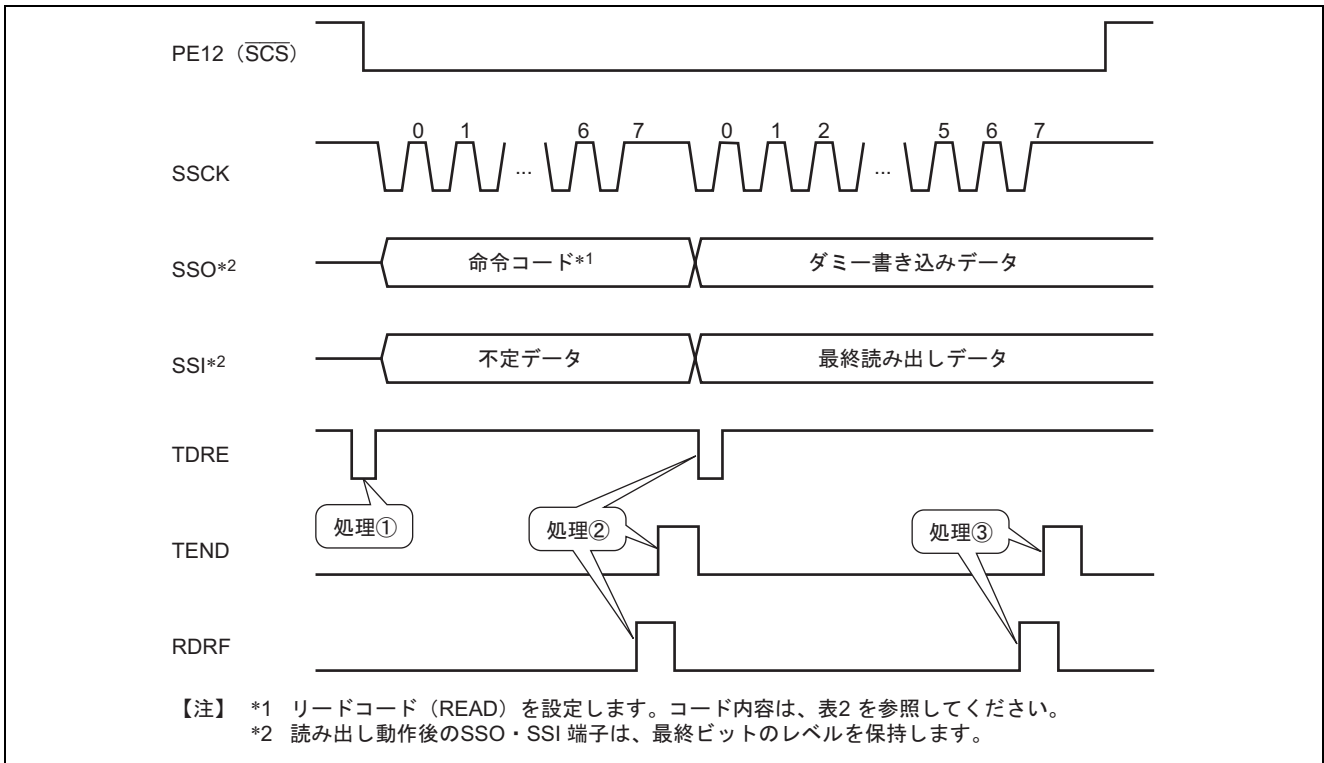 PE12（SCS）
0 1 6 7 0 1 2 5 6 7
SSCK ... ...
SSO*2 命令コード*1 ダミー書き込みデータ
SSI*2 不定データ 最終読み出しデータ
TDRE
処理① 処理② 処理③
TEND
RDRF
【注】 *1 リードコード（READ）を設定します。コード内容は、表2 を参照してください。
*2 読み出し動作後のSSO・SSI 端子は、最終ビットのレベルを保持します。